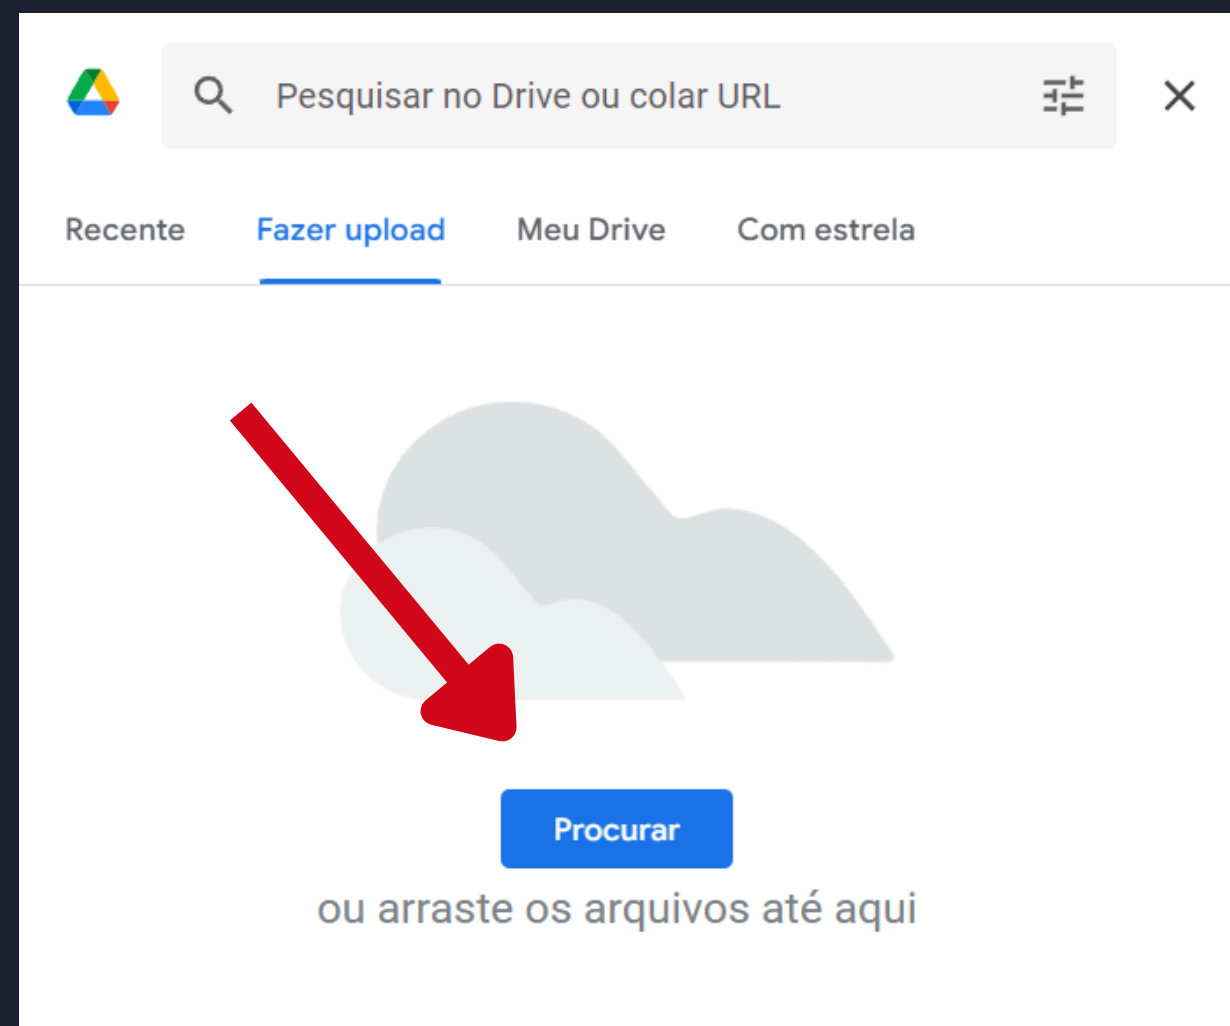 Pesquisar no Drive ou colar URL
Recente Fazer upload Meu Drive Com estrela
Procurar
ou arraste os arquivos até aqui